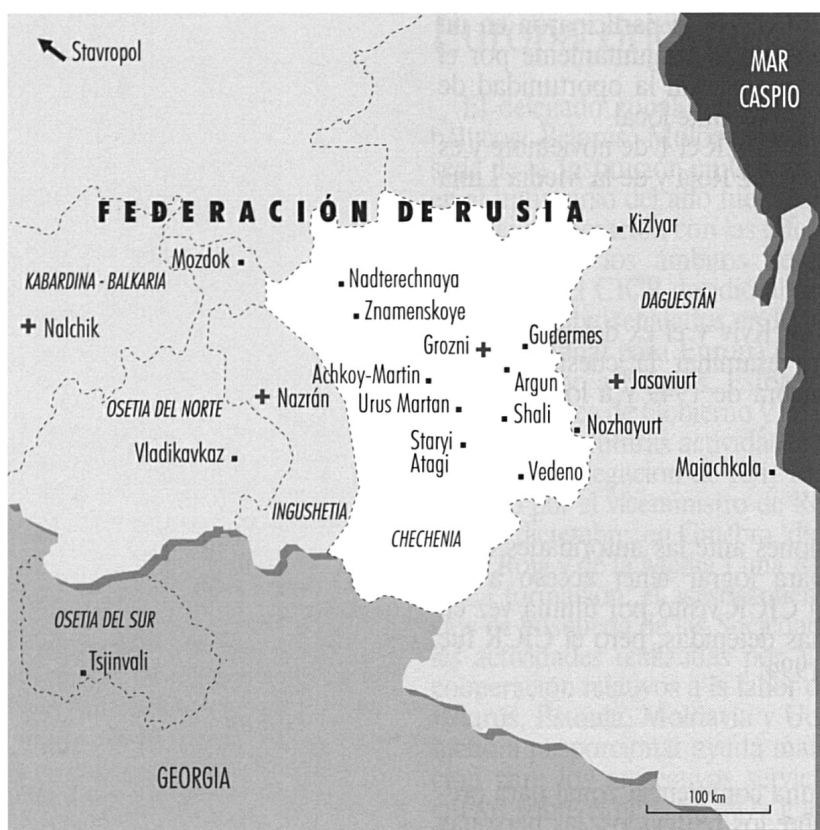 Stavropol
MAR
CASPIO
FEDERACIÓN DE RUSIA
Kizlyar
Mozdok
KABARDINA - BALKARIA
Nadterechnaya
DAGUESTÁN
Znamenskoye
Nalchik
Grozni
Gudermes
Achkoy-Martin
Argun
Jasaviurt
Nazrán
Urus Martan
OSETIA DEL NORTE
Shali
Nozhayurt
Staryi
Atagi
Vladikavkaz
Vedeno
Majachkala
INGUSHETIA
CHECHENIA
OSETIA DEL SUR
Tsjinvali
GEORGIA
100 km